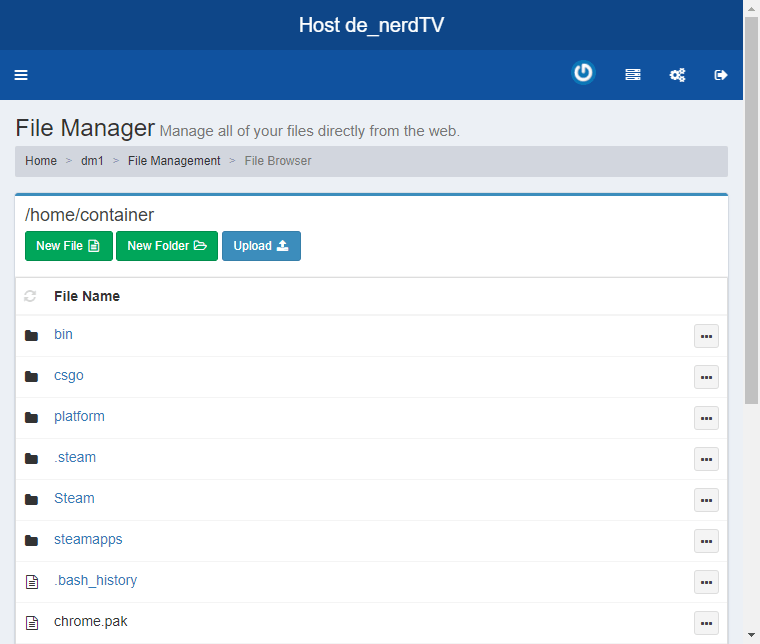 Host de_nerdTV
File Manager Manage all of your files directly from the web.
Home > dm1 > File Management > File Browser
/home/container
New File New Folder Upload
File Name
bin
csgo
platform
.steam
Steam
steamapps
.bash_history
chrome.pak